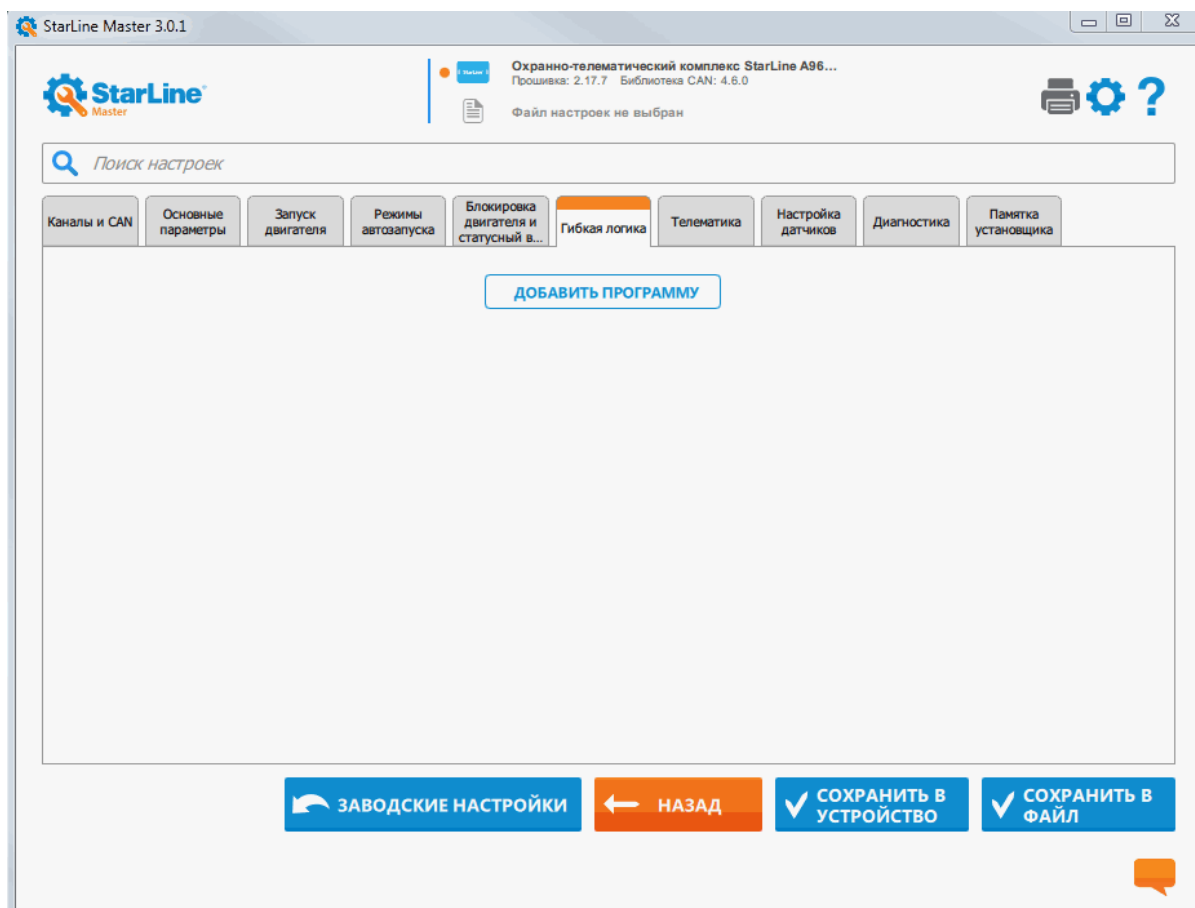 StarLine Master 3.0.1
StarLine
Master
StarLine
Охранно-телематический комплекс StarLine A96...
Прошивка: 2.17.7 Библиотека CAN: 4.6.0
Файл настроек не выбран
?
Поиск настроек
Каналы и CAN
Основные
параметры
Запуск
двигателя
Режимы
автозапуска
Блокировка
двигателя и
статусный в...
Гибкая логика
Телематика
Настройка
датчиков
Диагностика
Памятка
установщика
ДОБАВИТЬ ПРОГРАММУ
ЗАВОДСКИЕ НАСТРОЙКИ
НАЗАД
СОХРАНИТЬ В
УСТРОЙСТВО
СОХРАНИТЬ В
ФАЙЛ